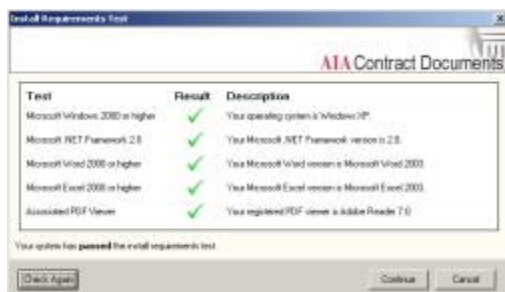 Install Requirements Test
AIA Contract Documents
Test Result Description
Microsoft Windows 2000 or higher Your operating system is Windows XP.
Microsoft .NET Framework 2.0 Your Microsoft .NET Framework version is 2.0.
Microsoft Word 2000 or higher Your Microsoft Word version is Microsoft Word 2003.
Microsoft Excel 2000 or higher Your Microsoft Excel version is Microsoft Excel 2003.
Associated PDF Viewer Your registered PDF viewer is Adobe Reader 7.0
Your system has passed the install requirements test.
Check Again Continue Cancel